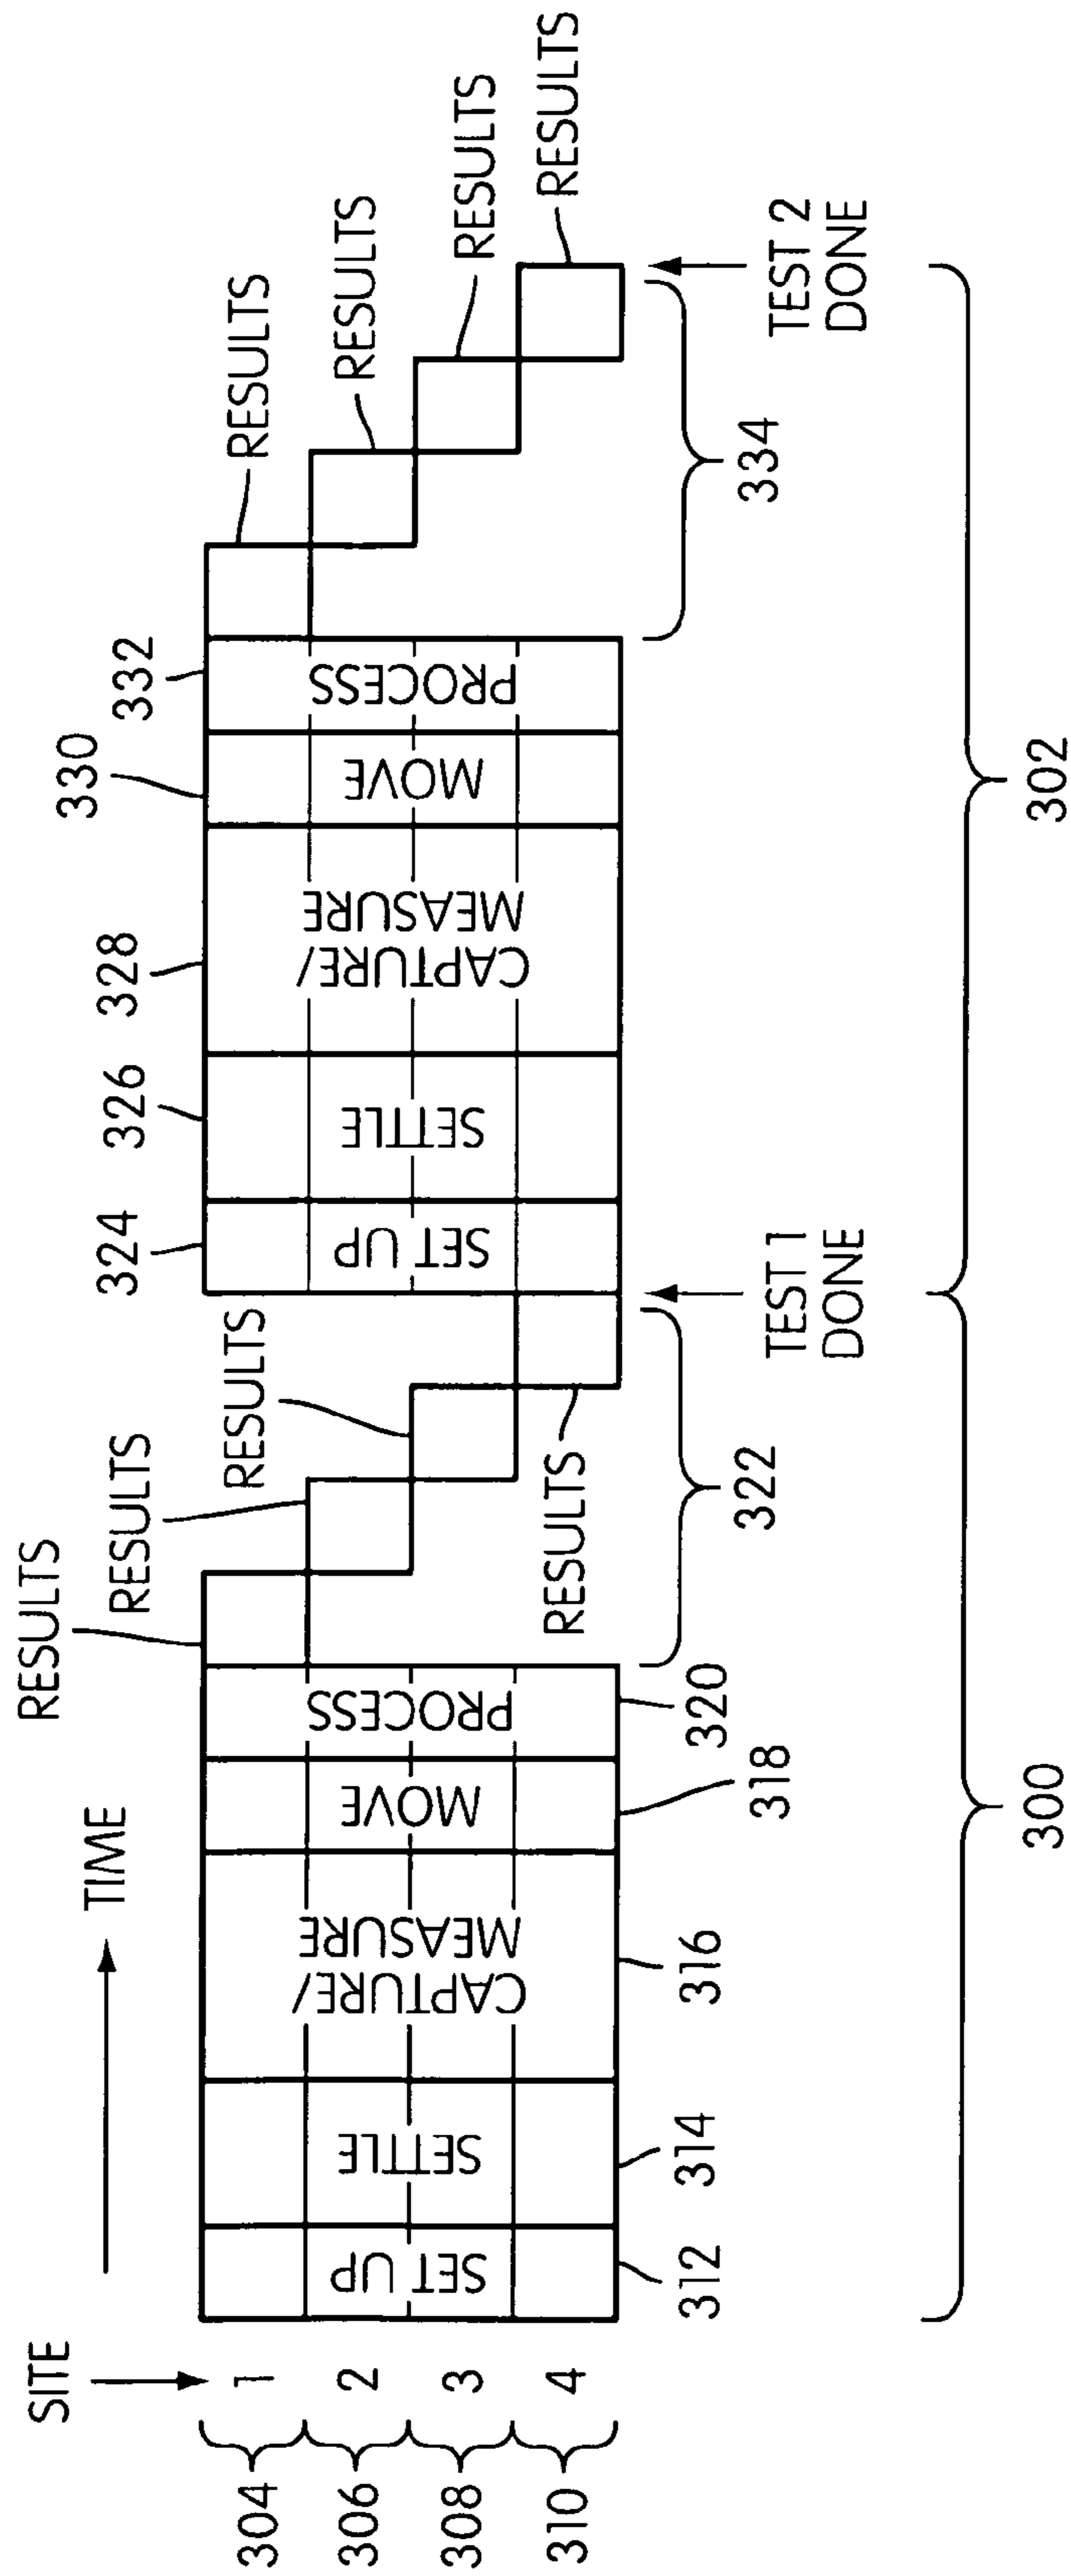 SITE
TIME
1
2
3
4
304
306
308
310
SET UP
SETTLE
CAPTURE/
MEASURE
MOVE
PROCESS
RESULTS
RESULTS
RESULTS
RESULTS
312
314
316
318
320
322
TEST 1
DONE
300
324
326
328
330
332
SET UP
SETTLE
CAPTURE/
MEASURE
MOVE
PROCESS
RESULTS
RESULTS
RESULTS
RESULTS
334
TEST 2
DONE
302